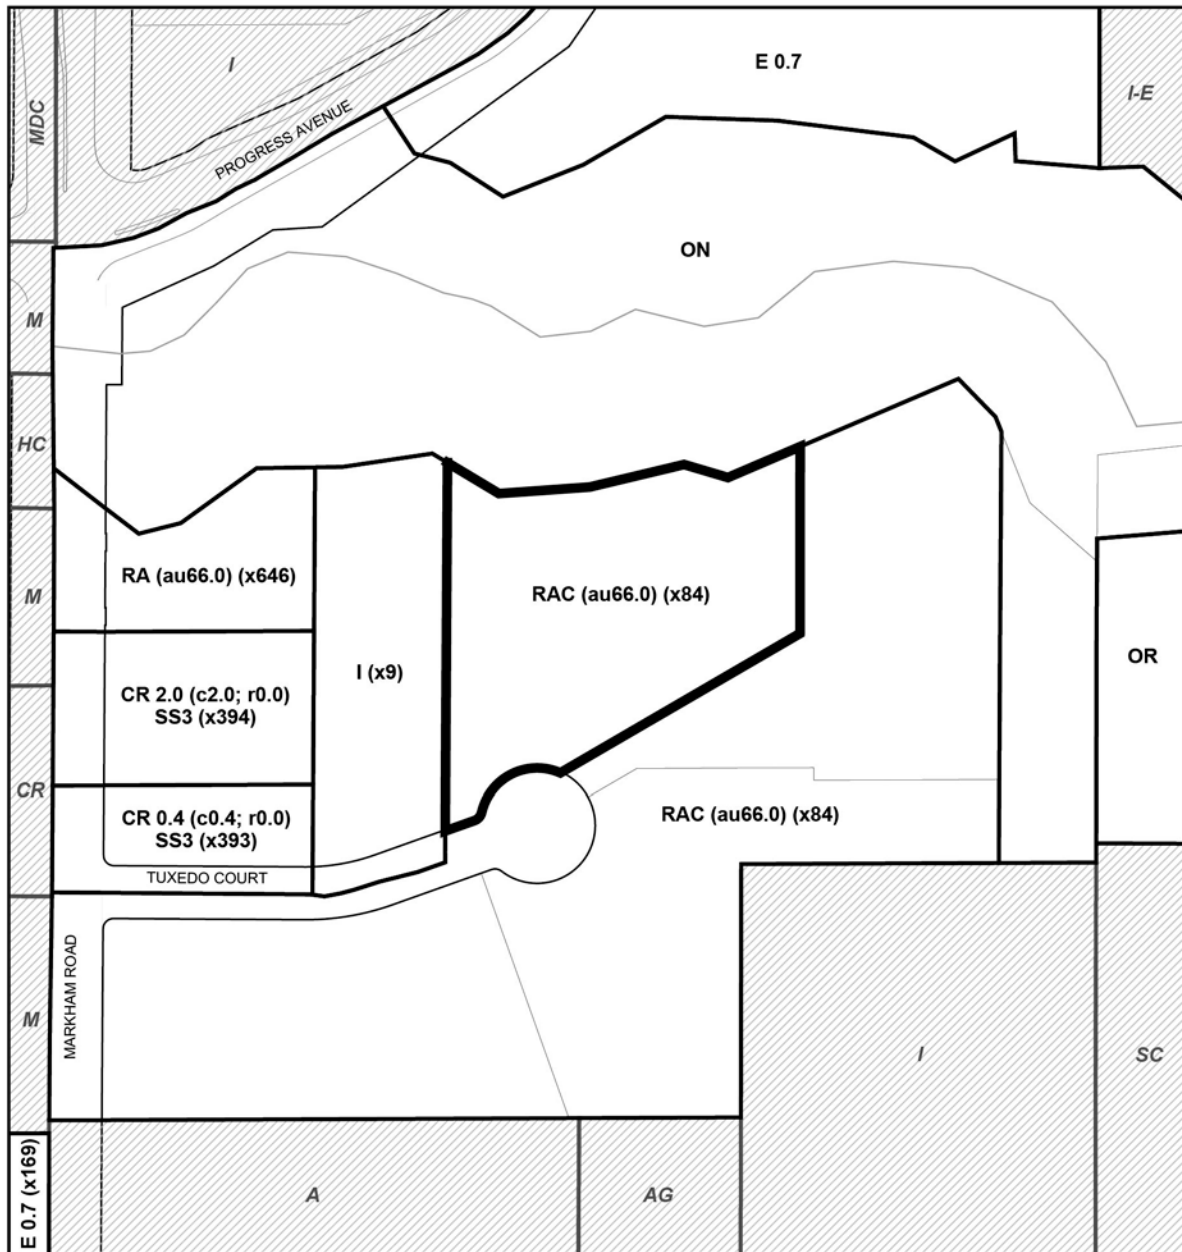 E 0.7
I
I-E
MDC
PROGRESS AVENUE
ON
M
HC
RA (au66.0) (x646)
RAC (au66.0) (x84)
M
I (x9)
OR
CR 2.0 (c2.0; r0.0)
SS3 (x394)
CR
CR 0.4 (c0.4; r0.0)
SS3 (x393)
RAC (au66.0) (x84)
TUXEDO COURT
MARKHAM ROAD
M
I
SC
E 0.7 (x169)
A
AG